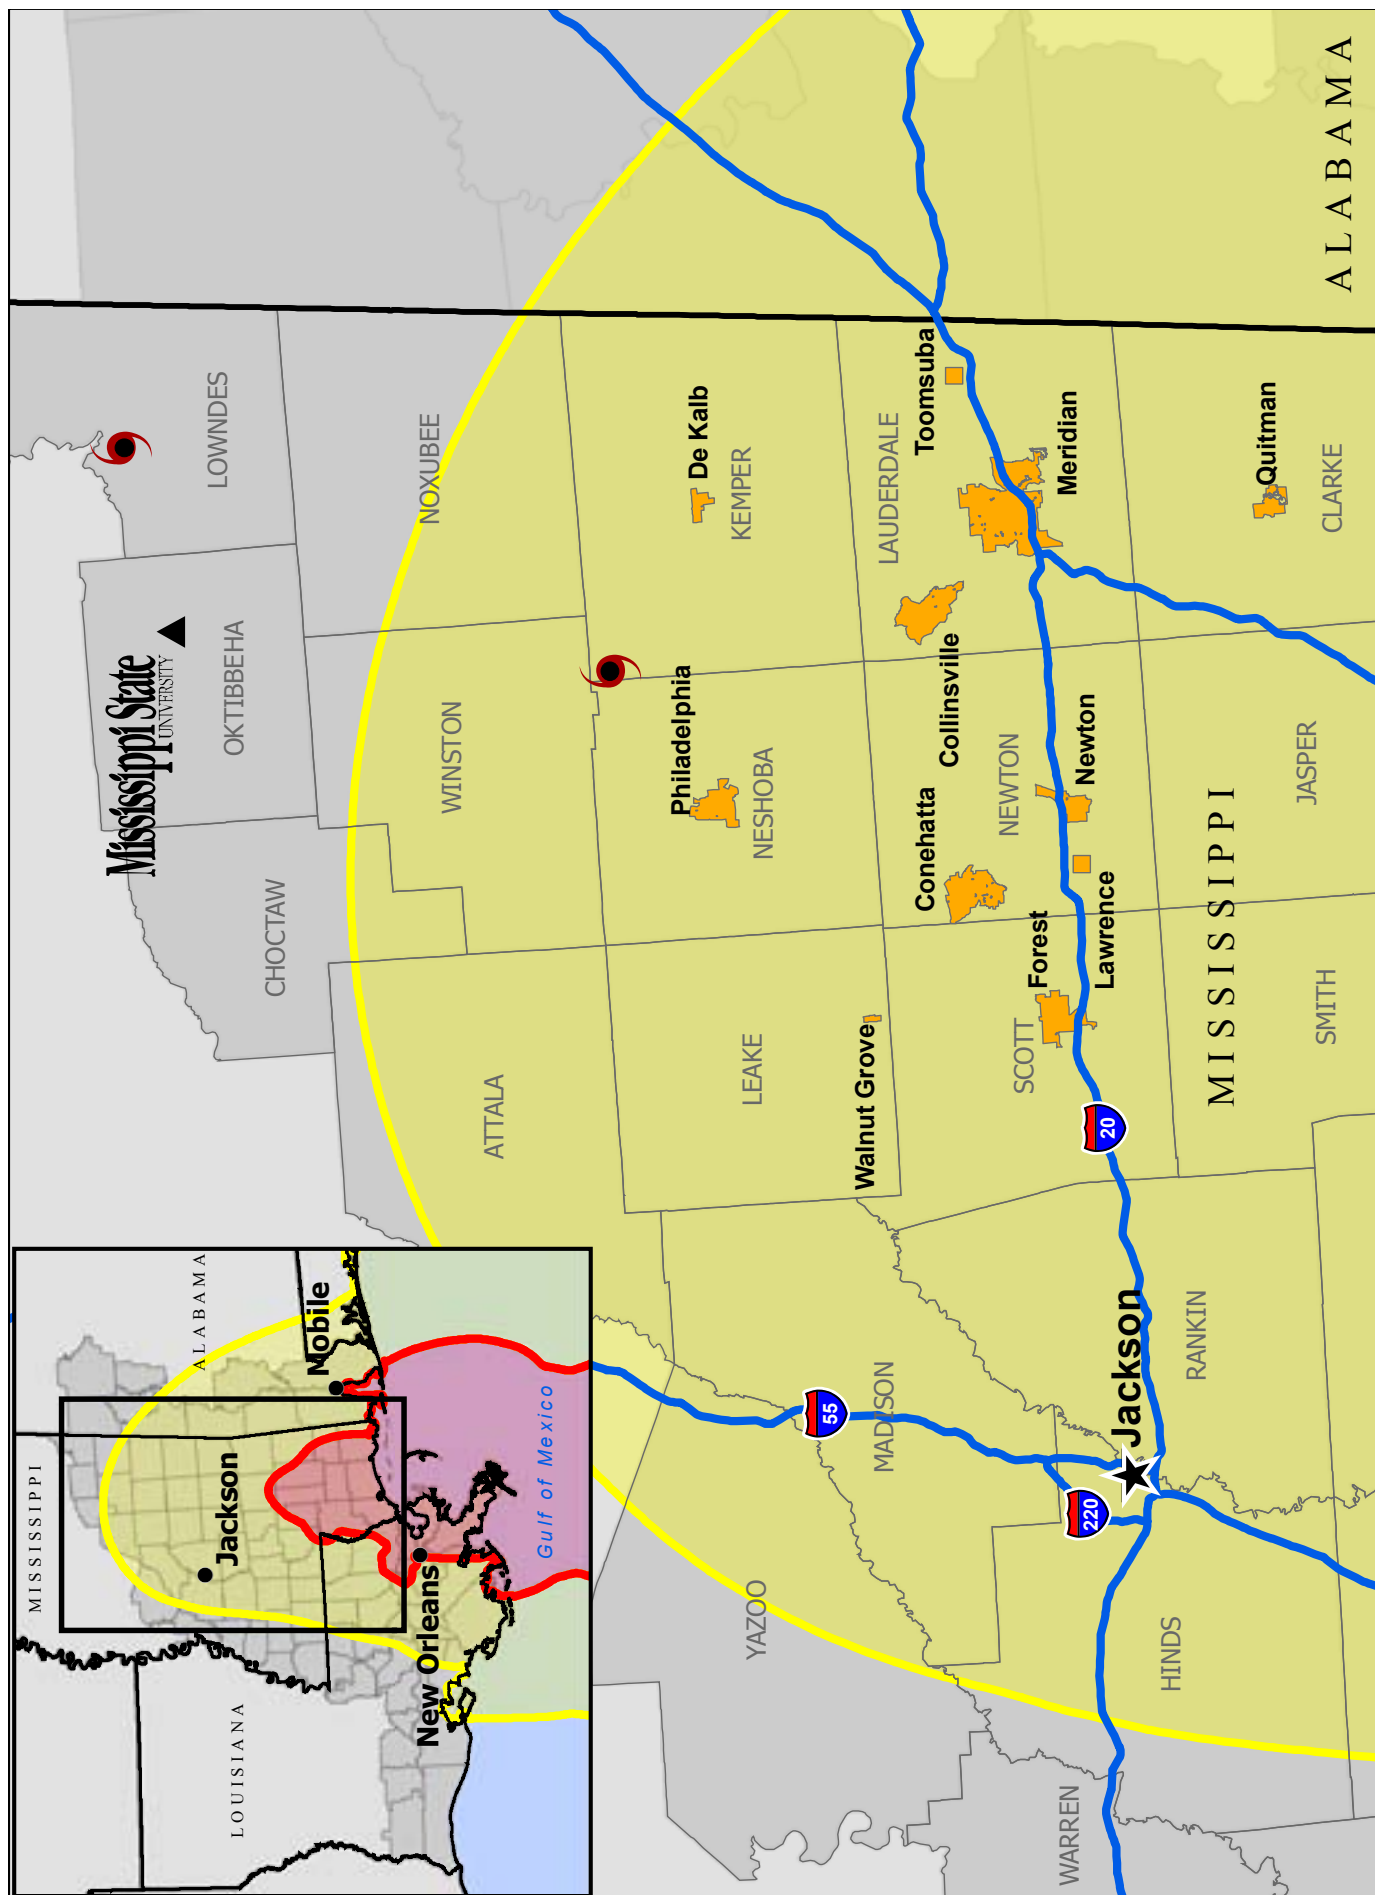 MISSISSIPPI
ALABAMA
LOUISIANA
Jackson
Mobile
New Orleans
Gulf of Mexico
Mississippi State
UNIVERSITY
LOWNDES
OKTIBBEHA
CHOCTAW
NOXUBEE
WINSTON
ATTALA
De Kalb
KEMPER
Philadelphia
NESHOBA
LEAKE
YAZOO
MADISON
55
Walnut Grove
Toomsuba
LAUDERDALE
Meridian
Collinsville
Conehatta
NEWTON
Newton
Lawrence
Forest
SCOTT
20
Jackson
220
RANKIN
HINDS
WARREN
Quitman
CLARKE
JASPER
SMITH
MISSISSIPPI
ALABAMA